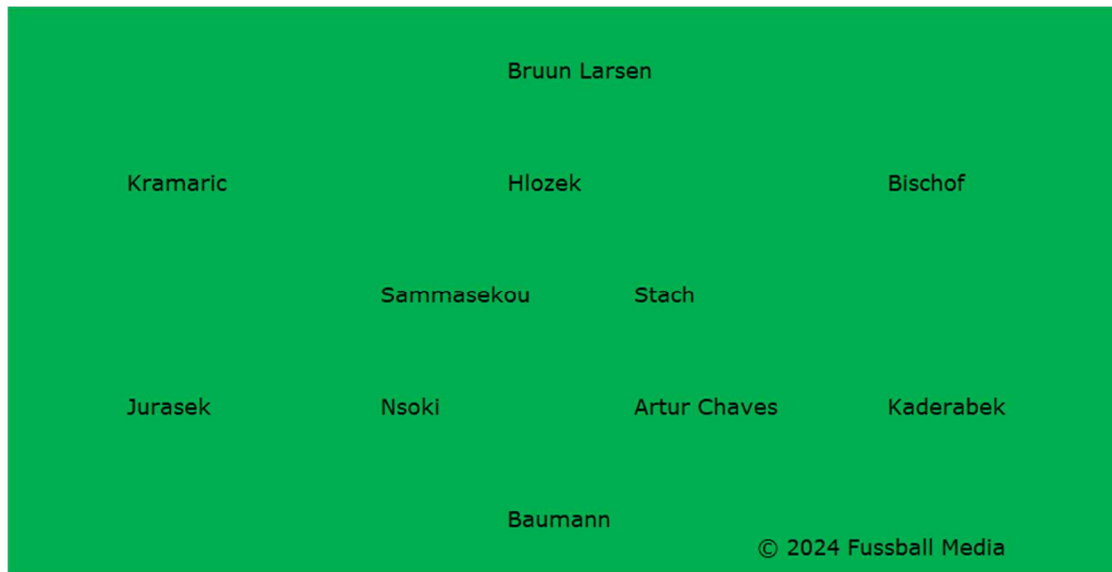 Bruun Larsen
Kramaric Hlozek Bischof
Sammasekou Stach
Jurasek Nsoki Artur Chaves Kaderabek
Baumann
© 2024 Fussball Media